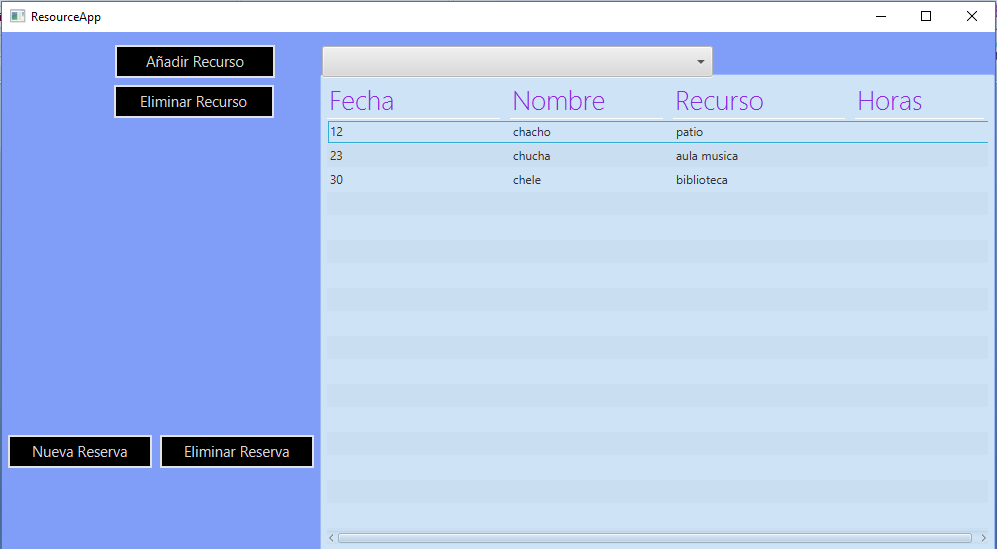 ResourceApp
Añadir Recurso
Eliminar Recurso
Fecha Nombre Recurso Horas
12 chacho patio
23 chucha aula musica
30 chele biblioteca
Nueva Reserva Eliminar Reserva